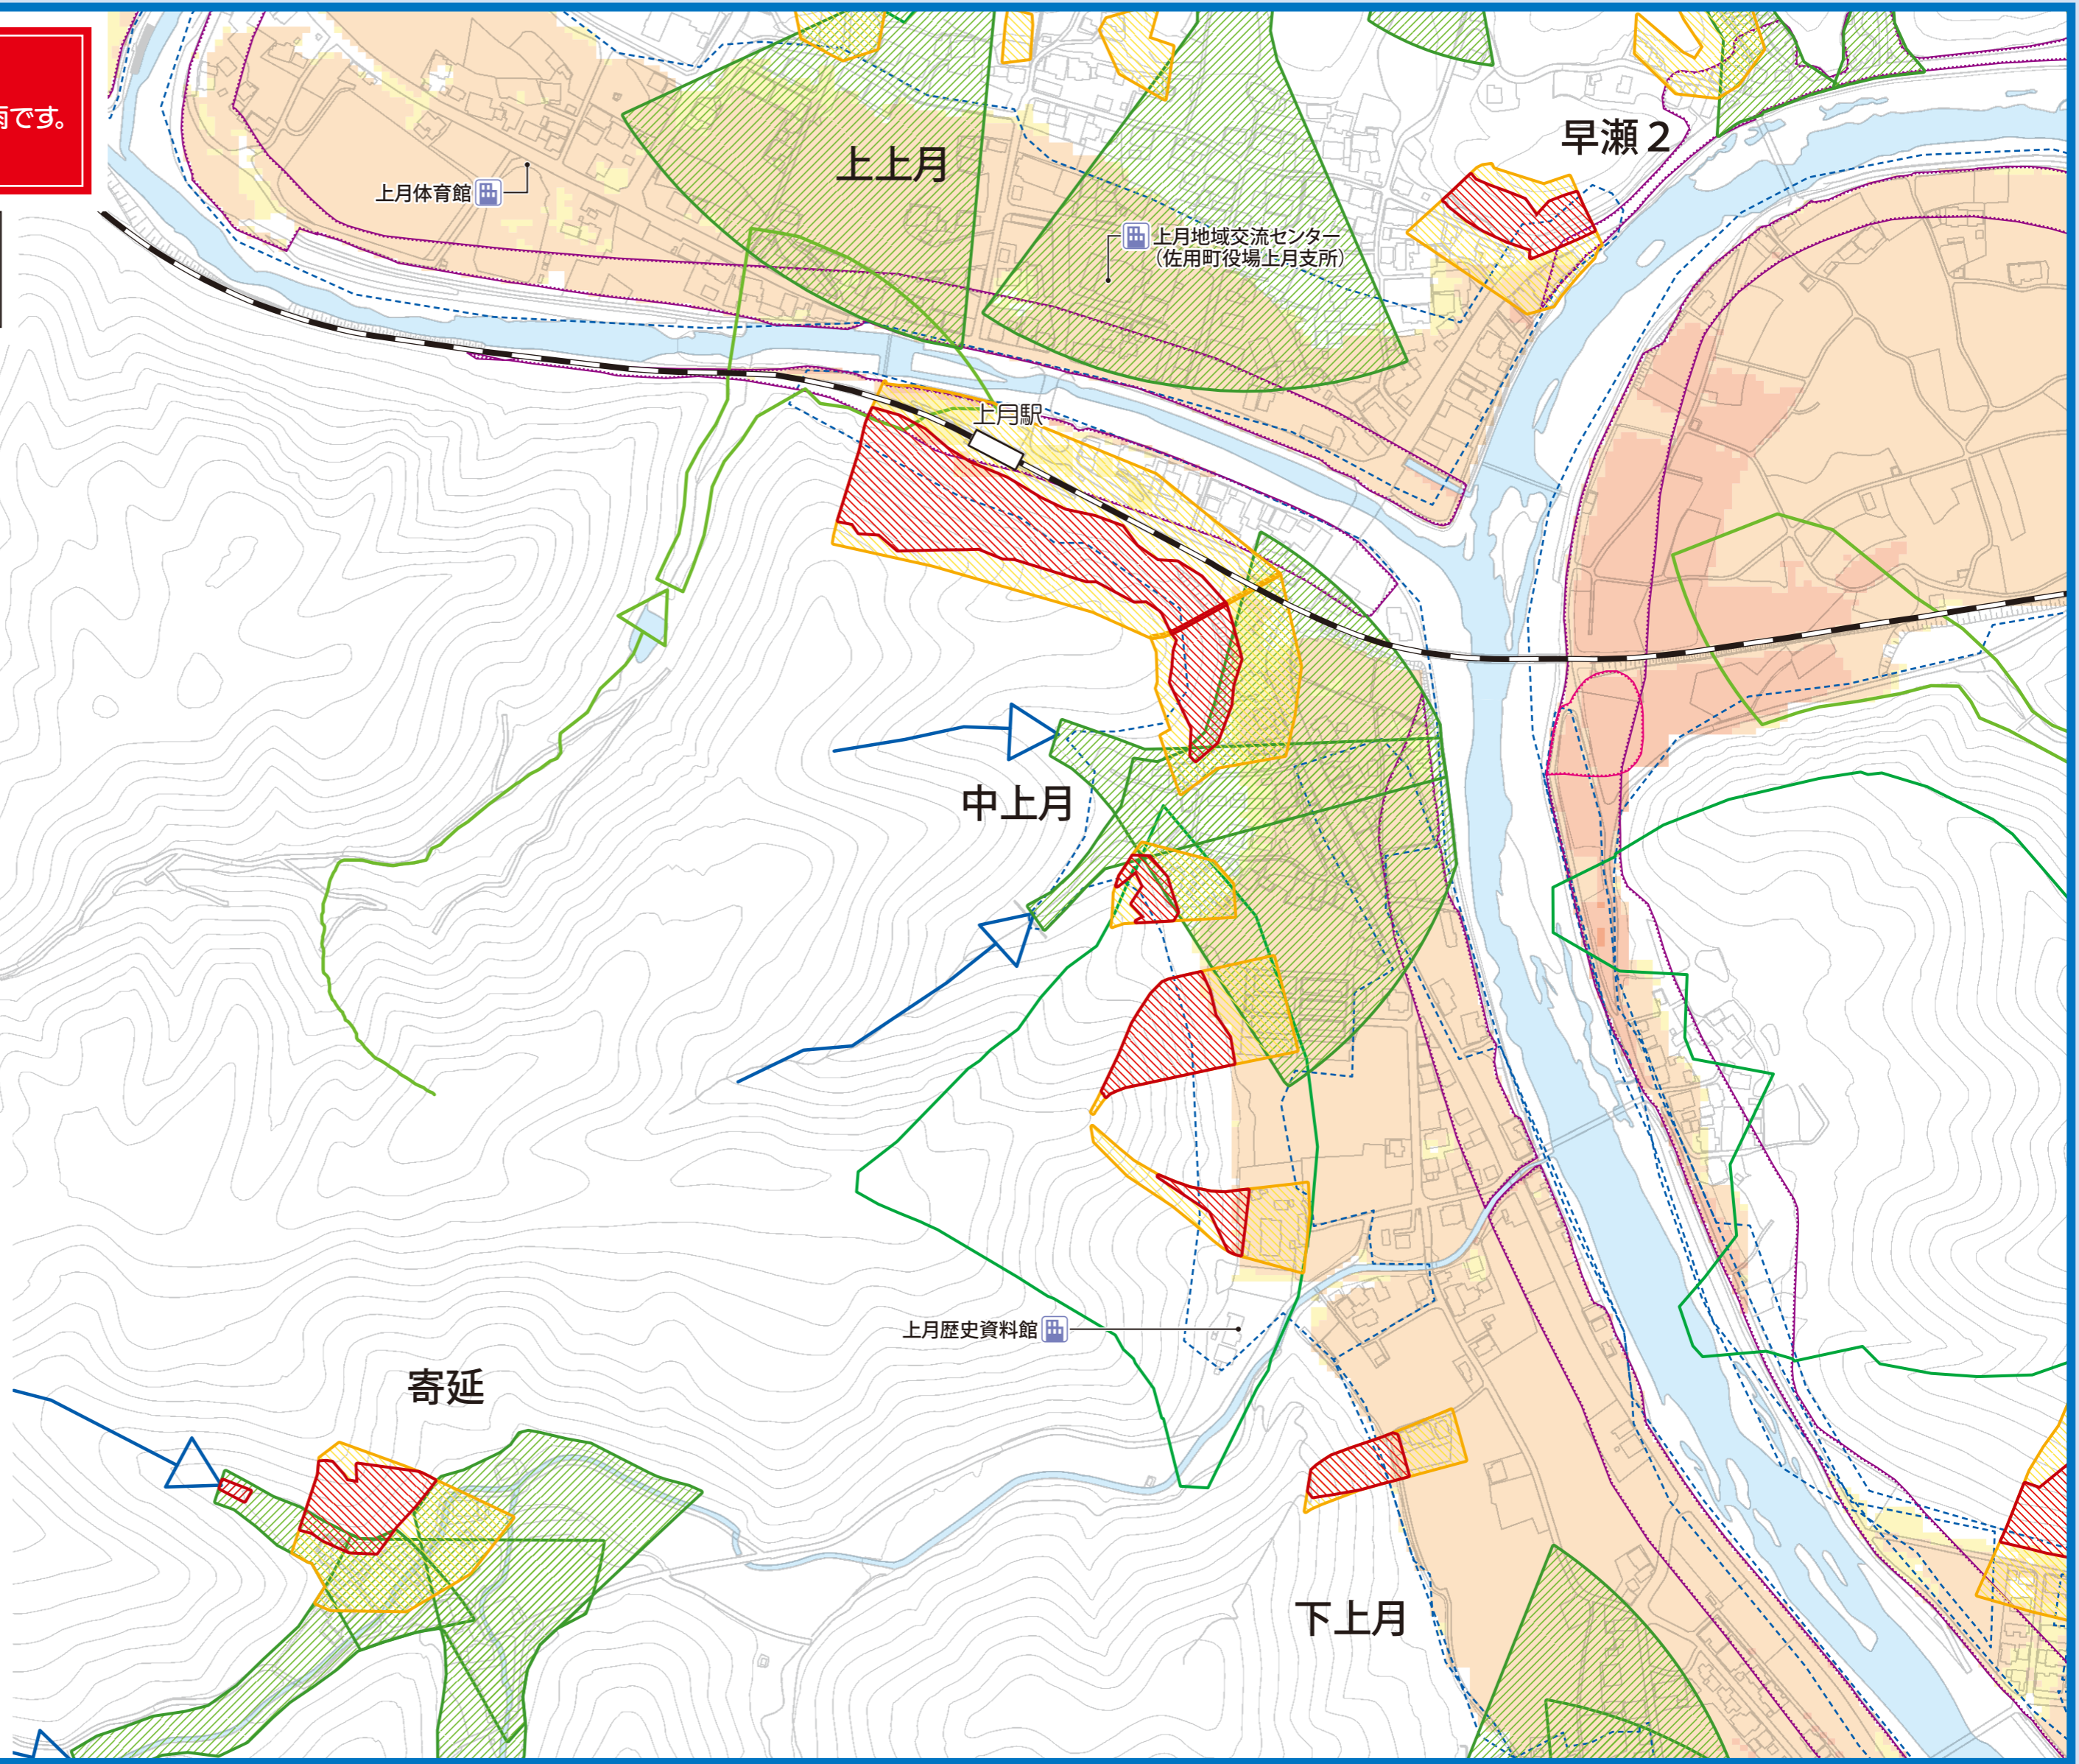 雨です。
早瀬２
上上月
上月体育館
上月地域交流センター
（佐用町役場上月支所）
上月駅
中上月
上月歴史資料館
寄延
下上月